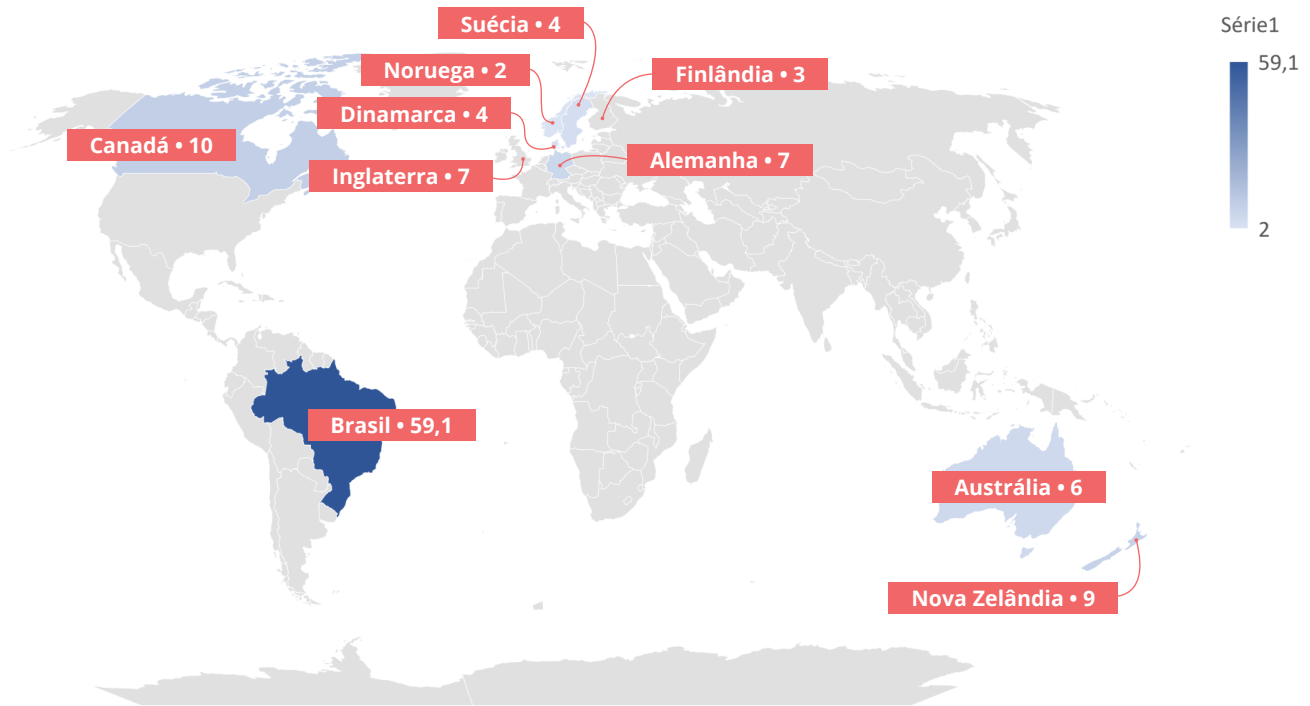 Suécia • 4
Série1
Noruega • 2
59,1
Finlândia • 3
Dinamarca • 4
Canadá • 10
Alemanha • 7
Inglaterra • 7
2
Brasil • 59,1
Austrália • 6
Nova Zelândia • 9